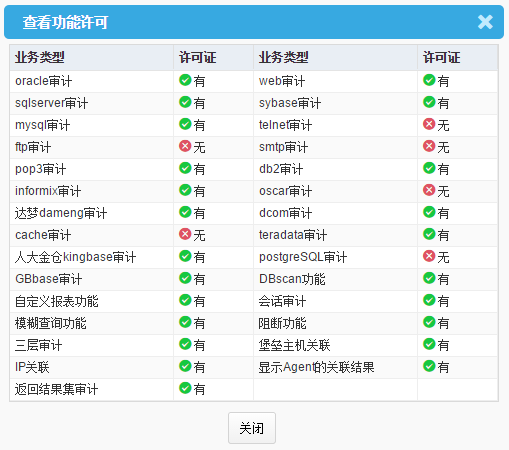 查看功能许可
业务类型 许可证 业务类型 许可证
oracle审计 有 web审计 有
sqlserver审计 有 sybase审计 有
mysql审计 有 telnet审计 无
ftp审计 无 smtp审计 无
pop3审计 有 db2审计 有
informix审计 有 oscar审计 无
达梦dameng审计 有 dcom审计 有
cache审计 无 teradata审计 有
人大金仓kingbase审计 有 postgreSQL审计 无
GBbase审计 有 DBscan功能 有
自定义报表功能 有 会话审计 有
模糊查询功能 有 阻断功能 有
三层审计 有 堡垒主机关联 有
IP关联 有 显示Agent的关联结果 有
返回结果集审计 有
关闭